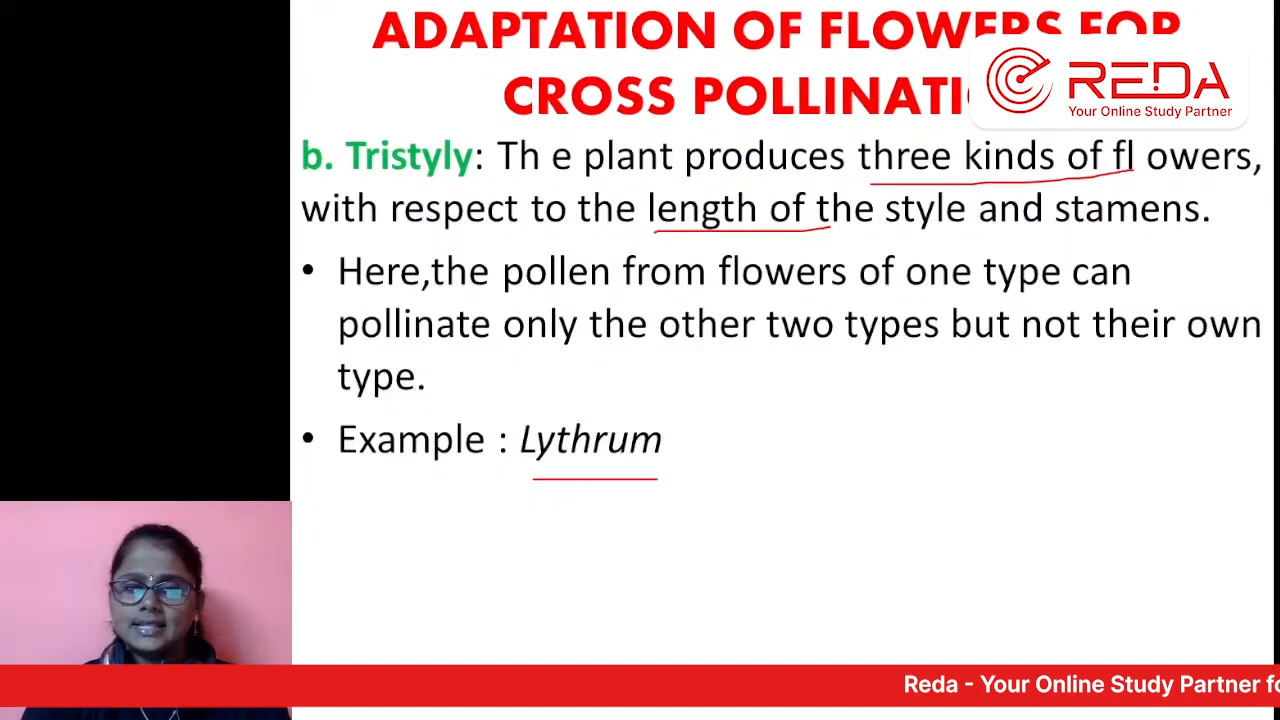 ADAPTATION OF FLOWERS FOR
CROSS POLLINATI
REDA
Your Online Study Partner
b. Tristyly: Th e plant produces three kinds of fl owers,
with respect to the length of the style and stamens.
• Here,the pollen from flowers of one type can
pollinate only the other two types but not their own
type.
• Example : Lythrum
Reda - Your Online Study Partner fo